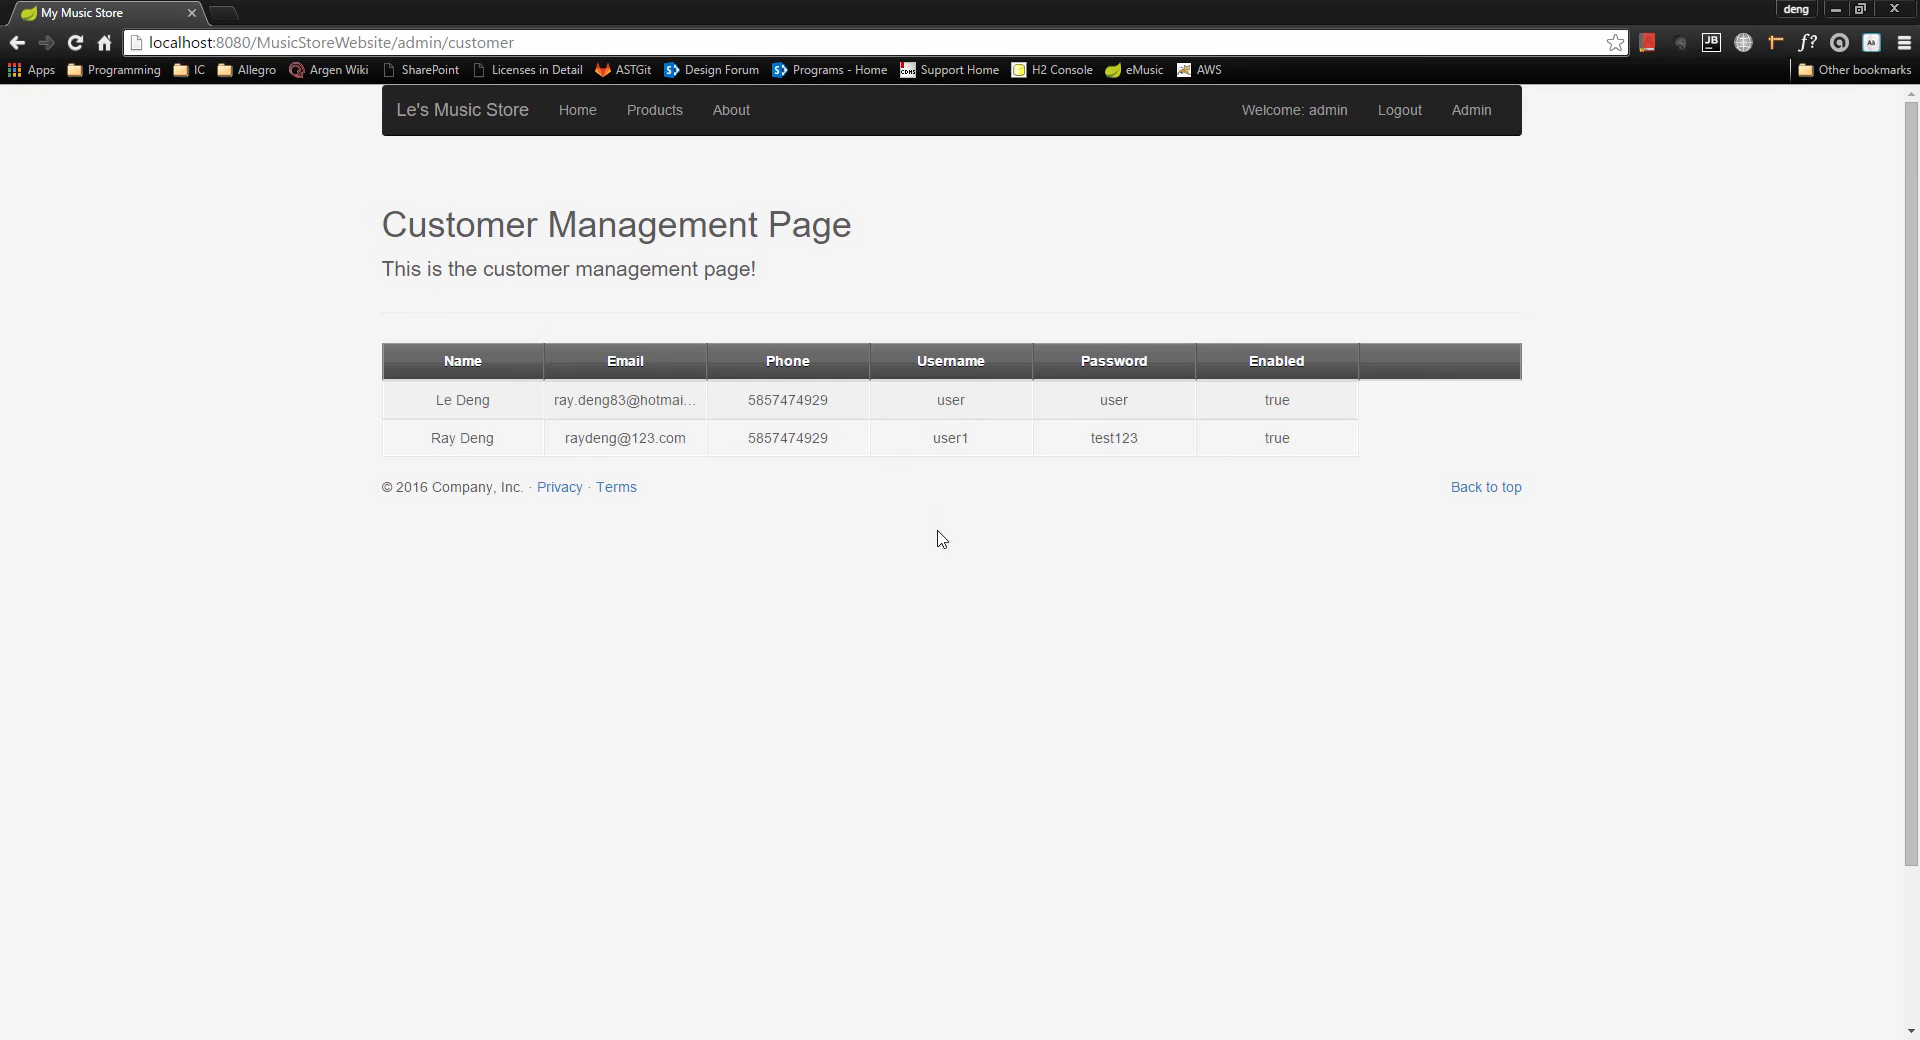 My Music Store
deng
localhost:8080/MusicStoreWebsite/admin/customer
JB
f?
Aa
Apps Programming IC Allegro Argen Wiki SharePoint Licenses in Detail ASTGit Design Forum Programs - Home Support Home H2 Console eMusic AWS Other bookmarks
Le's Music Store Home Products About Welcome: admin Logout Admin
Customer Management Page
This is the customer management page!
Name Email Phone Username Password Enabled
Le Deng ray.deng83@hotmai... 5857474929 user user true
Ray Deng raydeng@123.com 5857474929 user1 test123 true
© 2016 Company, Inc. · Privacy · Terms Back to top